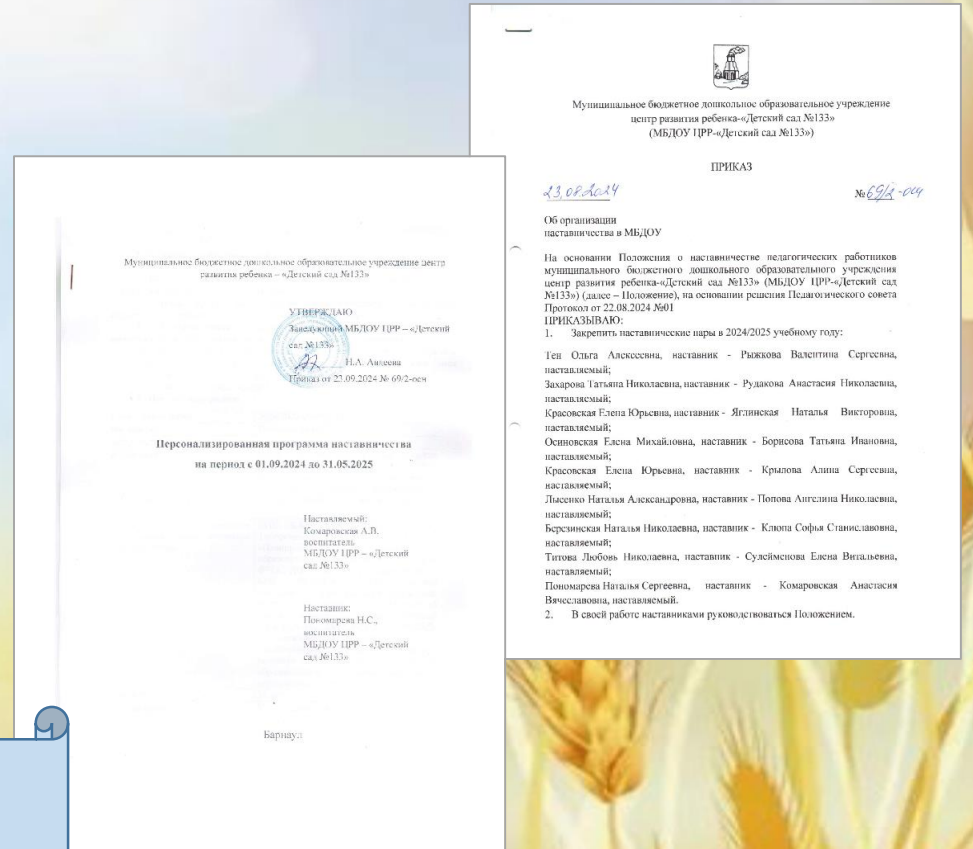 Муниципальное бюджетное дошкольное образовательное учреждение центр
развития ребенка – «Детский сад №133»
УТВЕРЖДАЮ
Заведующий МБДОУ ЦРР – «Детский
сад №133»
Н.А. Авдеева
Приказ от 23.09.2024 № 69/2-осн
Персонализированная программа наставничества
на период с 01.09.2024 до 31.05.2025
Наставляемый:
Комаровская А.В.
воспитатель
МБДОУ ЦРР – «Детский
сад №133»
Наставник:
Пономарева Н.С.,
воспитатель
МБДОУ ЦРР – «Детский
сад №133»
Барнаул
Муниципальное бюджетное дошкольное образовательное учреждение
центр развития ребенка-«Детский сад №133»
(МБДОУ ЦРР-«Детский сад №133»)
ПРИКАЗ
23.08.2024 № 69/2-осн
Об организации
наставничества в МБДОУ
На основании Положения о наставничестве педагогических работников
муниципального бюджетного дошкольного образовательного учреждения
центр развития ребенка-«Детский сад №133» (МБДОУ ЦРР-«Детский сад
№133») (далее – Положение), на основании решения Педагогического совета
Протокол от 22.08.2024 №01
ПРИКАЗЫВАЮ:
1. Закрепить наставнические пары в 2024/2025 учебном году:
Тен Ольга Алексеевна, наставник - Рыжкова Валентина Сергеевна,
наставляемый;
Захарова Татьяна Николаевна, наставник - Рудакова Анастасия Николаевна,
наставляемый;
Красовская Елена Юрьевна, наставник - Яглинская Наталья Викторовна,
наставляемый;
Осиновская Елена Михайловна, наставник - Борисова Татьяна Ивановна,
наставляемый;
Красовская Елена Юрьевна, наставник - Крылова Алина Сергеевна,
наставляемый;
Лысенко Наталья Александровна, наставник - Попова Ангелина Николаевна,
наставляемый;
Березинская Наталья Николаевна, наставник - Клюпа Софья Станиславовна,
наставляемый;
Титова Любовь Николаевна, наставник - Сулейменова Елена Витальевна,
наставляемый;
Пономарева Наталья Сергеевна, наставник - Комаровская Анастасия
Вячеславовна, наставляемый.
2. В своей работе наставниками руководствоваться Положением.